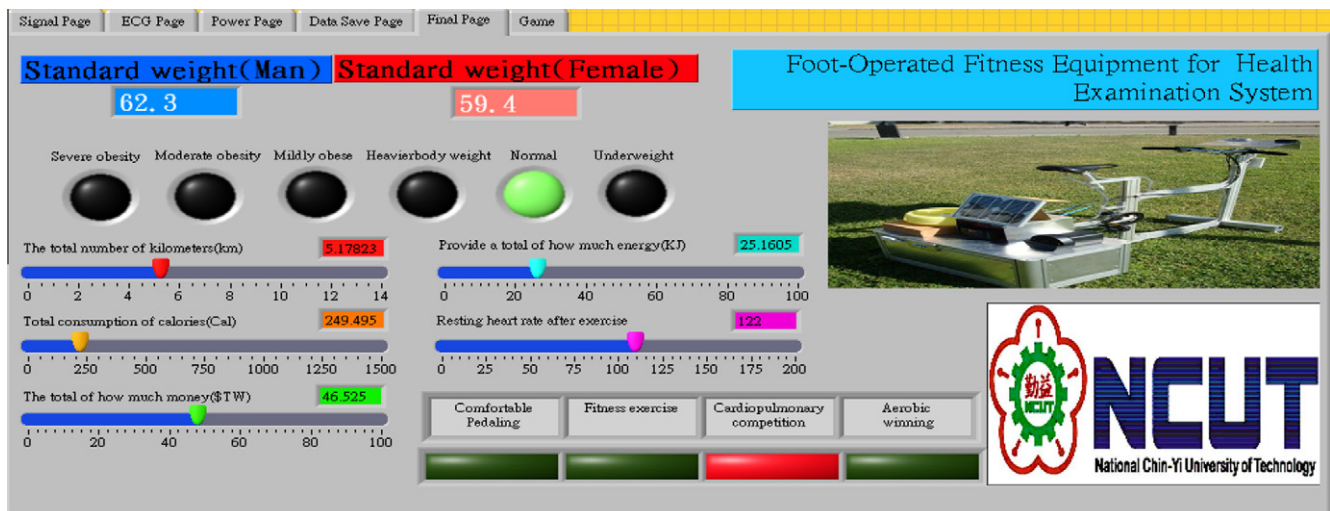 Signal Page ECG Page Power Page Data Save Page Final Page Game
Standard weight(Man) Standard weight(Female)
62.3 59.4
Foot-Operated Fitness Equipment for Health
Examination System
Severe obesity Moderate obesity Mildly obese Heavierbody weight Normal Underweight
The total number of kilometers(km) 5.17823
0 2 4 6 8 10 12 14
Provide a total of how much energy(KJ) 25.1605
0 20 40 60 80 100
Total consumption of calories(Cal) 249.495
0 250 500 750 1000 1250 1500
Resting heart rate after exercise 122
0 25 50 75 100 125 150 175 200
The total of how much money($TW) 46.525
0 20 40 60 80 100
Comfortable
Pedaling
Fitness exercise
Cardiopulmonary
competition
Aerobic
winning
勤益
NCUT
NCUT
National Chin-Yi University of Technology